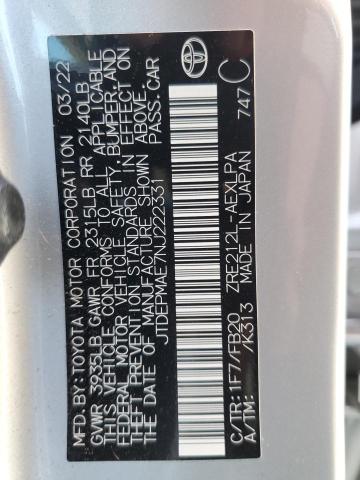 MFD.BY:TOYOTA MOTOR CORPORATION 03/22
GVWR 3935LB GAWR FR 2315LB RR 2140LB
THIS VEHICLE CONFORMS TO ALL APPLICABLE
FEDERAL MOTOR VEHICLE SAFETY, BUMPER, AND
THEFT PREVENTION STANDARDS IN EFFECT ON
THE DATE OF MANUFACTURE SHOWN ABOVE.
JTDEPMAE7NJ222331 PASS.CAR
C/TR:1F7/FB20 ZRE212L-AEXLPA
A/TM: /K313 MADE IN JAPAN 747 C